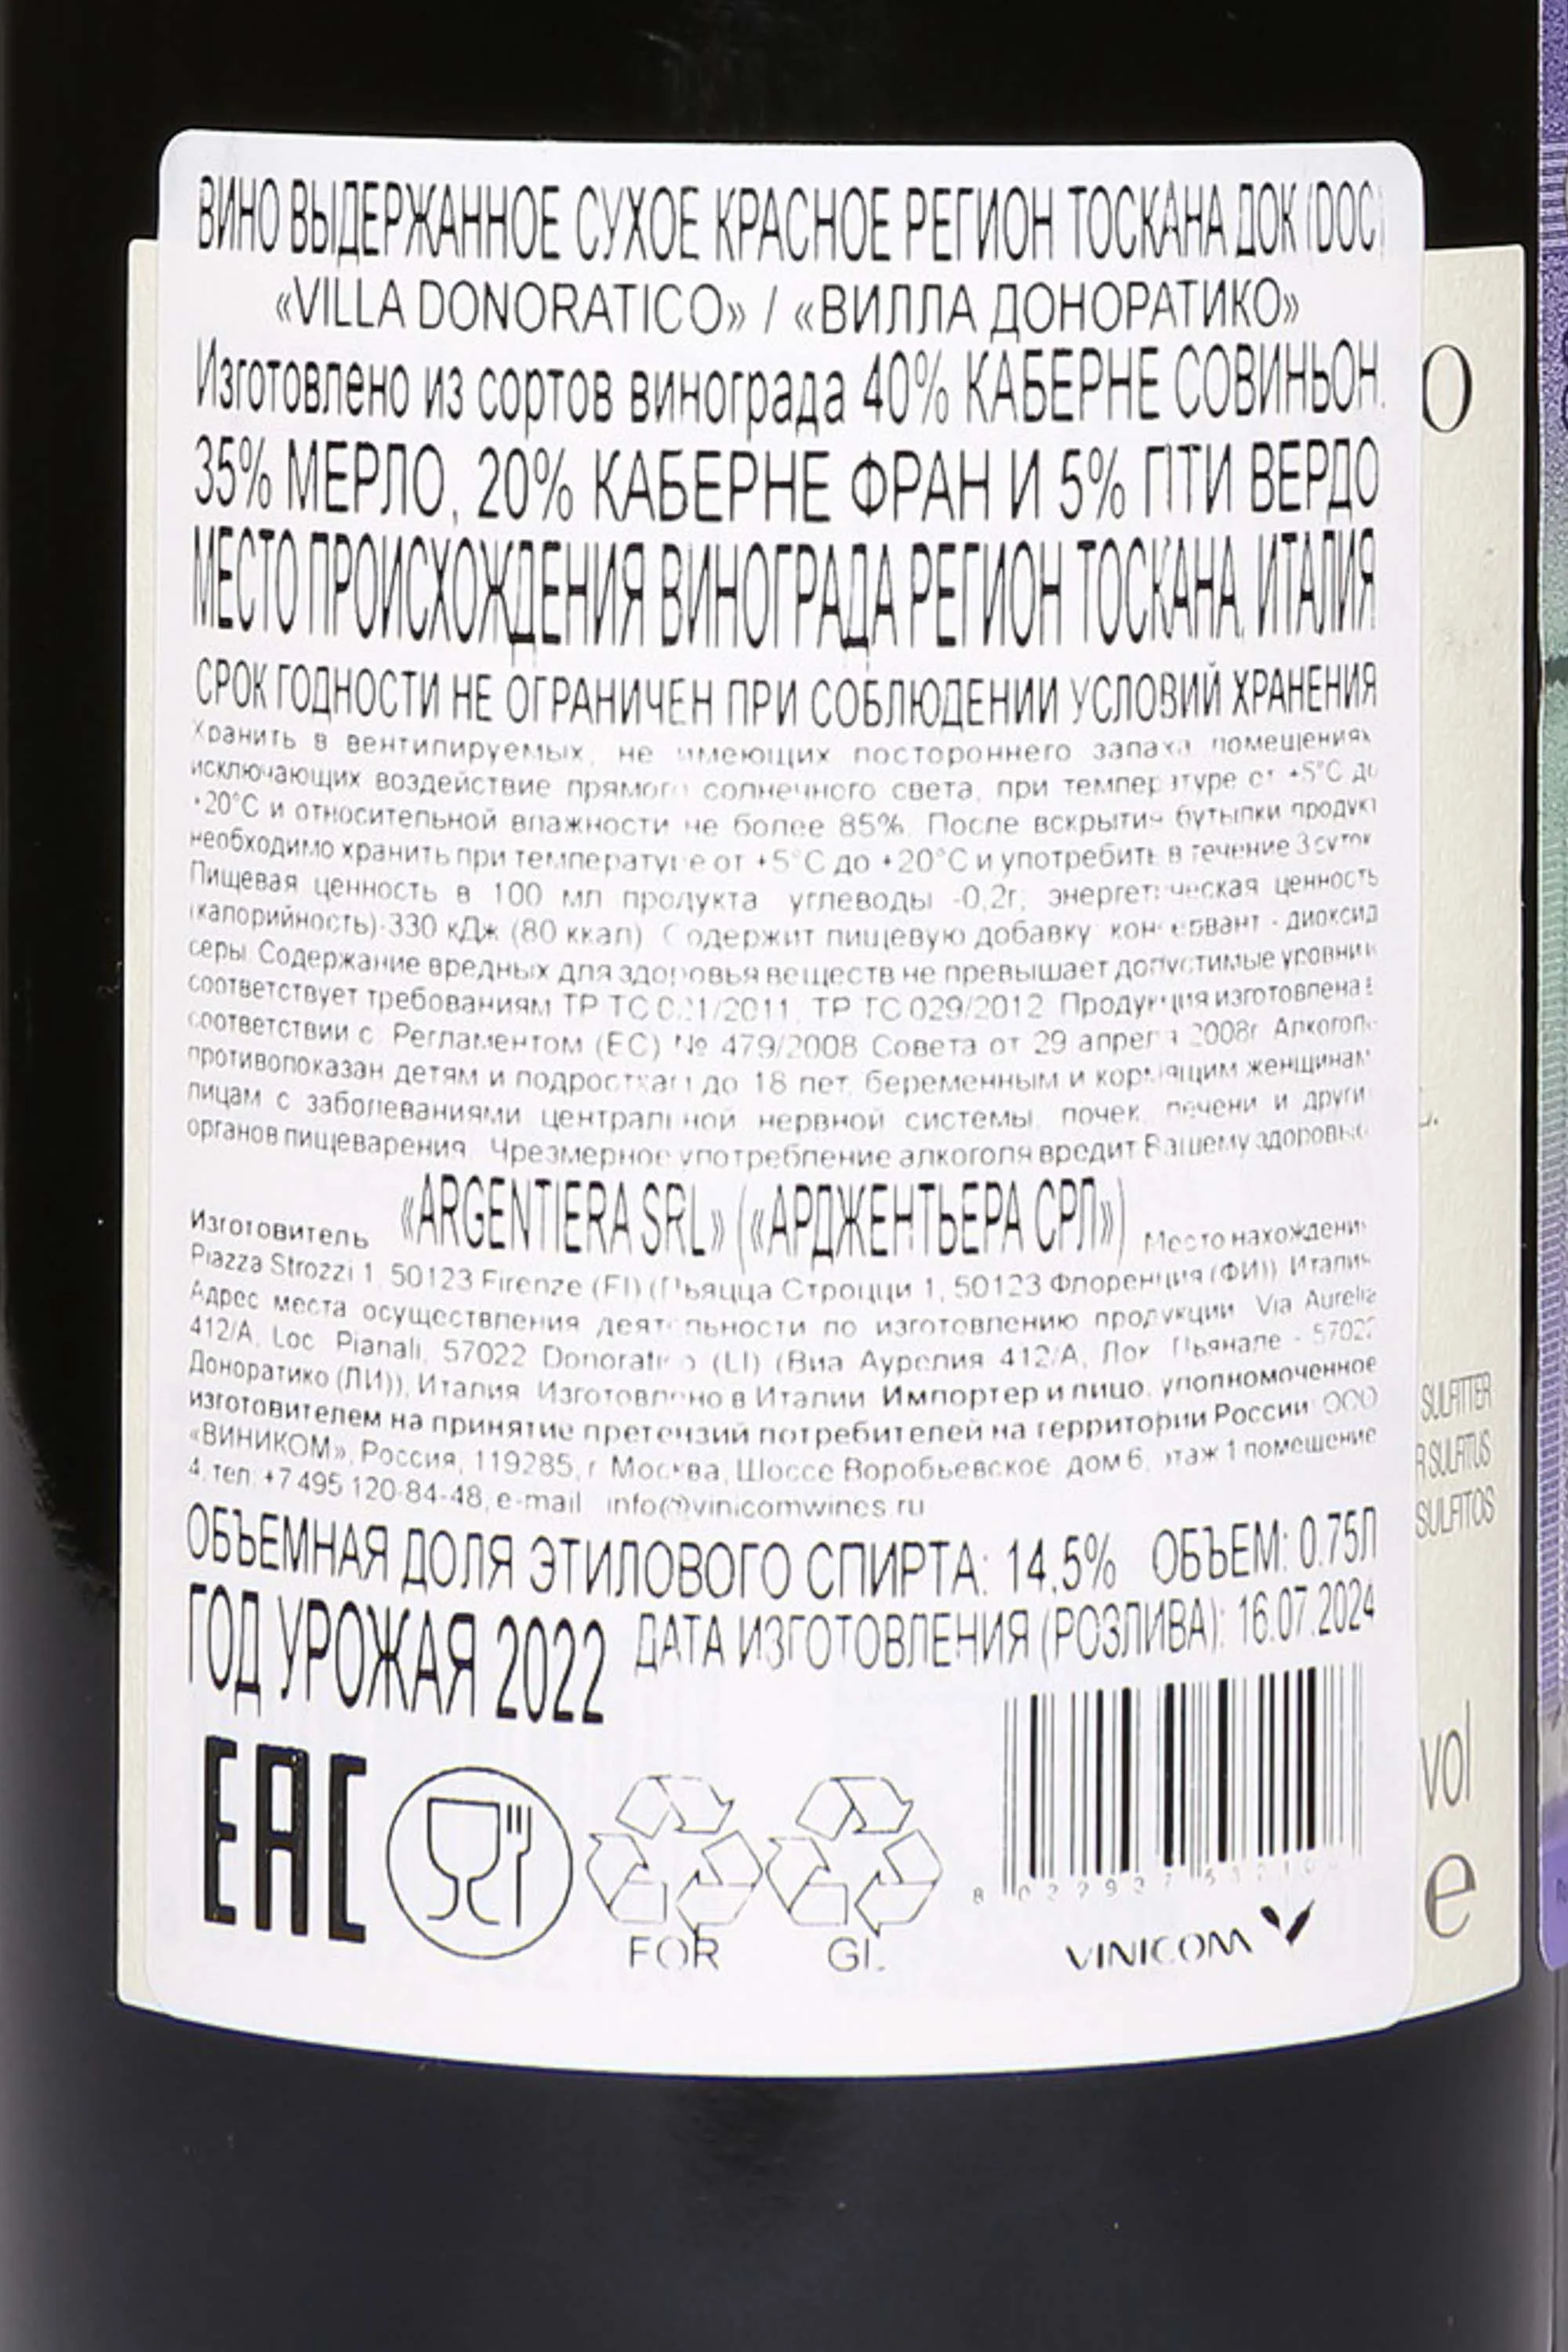 ВИНО ВЫДЕРЖАННОЕ СУХОЕ КРАСНОЕ РЕГИОН ТОСКАНА ДОК (DOC)
«VILLA DONORATICO» / «ВИЛЛА ДОНОРАТИКО»
Изготовлено из сортов винограда 40% КАБЕРНЕ СОВИНЬОН,
35% МЕРЛО, 20% КАБЕРНЕ ФРАН И 5% ПТИ ВЕРДО
МЕСТО ПРОИСХОЖДЕНИЯ ВИНОГРАДА РЕГИОН ТОСКАНА, ИТАЛИЯ
СРОК ГОДНОСТИ НЕ ОГРАНИЧЕН ПРИ СОБЛЮДЕНИИ УСЛОВИЙ ХРАНЕНИЯ
Хранить в вентилируемых, не имеющих постороннего запаха помещениях,
исключающих воздействие прямого солнечного света, при температуре от +5°C до
+20°C и относительной влажности не более 85%. После вскрытия бутылки продукт
необходимо хранить при температуре от +5°C до +20°C и употребить в течение 3 суток.
Пищевая ценность в 100 мл продукта углеводы -0,2г; энергетическая ценность
(калорийность)-330 кДж (80 ккал) Содержит пищевую добавку: консервант - диоксид
серы. Содержание вредных для здоровья веществ не превышает допустимые уровни и
соответствует требованиям ТР ТС 021/2011, ТР ТС 029/2012 Продукция изготовлена в
соответствии с Регламентом (ЕС) № 479/2008 Совета от 29 апреля 2008г Алкоголь
противопоказан детям и подросткам до 18 лет, беременным и кормящим женщинам,
лицам с заболеваниями центральной нервной системы, почек, печени и других
органов пищеварения. Чрезмерное употребление алкоголя вредит Вашему здоровью
Изготовитель «ARGENTIERA SRL» («АРДЖЕНТЬЕРА СРЛ») Место нахождения
Piazza Strozzi 1, 50123 Firenze (FI) (Пьяцца Строцци 1, 50123 Флоренция (ФИ)), Италия
Адрес места осуществления деятельности по изготовлению продукции Via Aurelia
412/A, Loc. Pianali, 57022 Donoratico (LI) (Виа Аурелия 412/А, Лок. Пьянале - 57022
Доноратико (ЛИ)), Италия Изготовлено в Италии Импортер и лицо, уполномоченное
изготовителем на принятие претензий потребителей на территории России ООО
«ВИНИКОМ», Россия, 119285, г Москва, Шоссе Воробьевское дом 6, этаж 1 помещение
4, тел: +7 495 120-84-48, e-mail info@vinicomwines.ru
ОБЪЕМНАЯ ДОЛЯ ЭТИЛОВОГО СПИРТА: 14,5% ОБЪЕМ: 0.75Л
ГОД УРОЖАЯ 2022 ДАТА ИЗГОТОВЛЕНИЯ (РОЗЛИВА): 16.07.2024
EAC
FOR GL
VINICOM
O
SULFITTER
SULFITUS
SULFITOS
vol
e